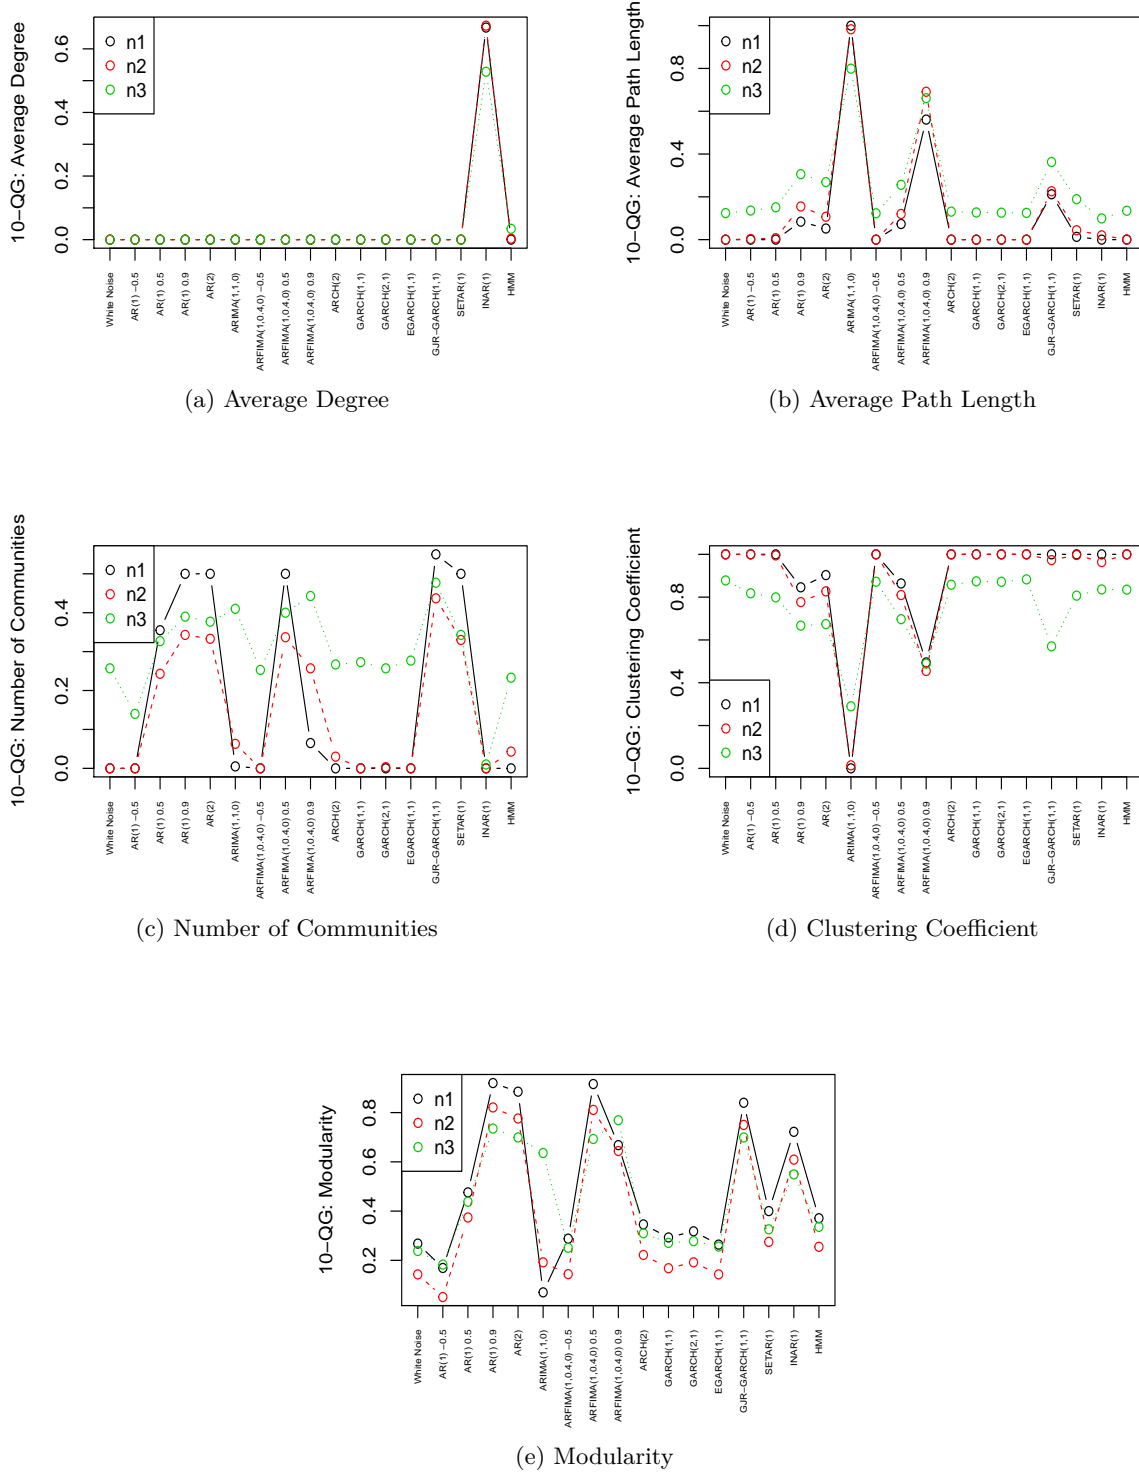 10−QG: Average Degree
0.0 0.2 0.4 0.6
n1
n2
n3
White Noise
AR(1) −0.5
AR(1) 0.5
AR(1) 0.9
AR(2)
ARIMA(1,1,0)
ARFIMA(1,0.4,0) −0.5
ARFIMA(1,0.4,0) 0.5
ARFIMA(1,0.4,0) 0.9
ARCH(2)
GARCH(1,1)
GARCH(2,1)
EGARCH(1,1)
GJR−GARCH(1,1)
SETAR(1)
INAR(1)
HMM
(a) Average Degree
10−QG: Average Path Length
0.0 0.4 0.8
n1
n2
n3
White Noise
AR(1) −0.5
AR(1) 0.5
AR(1) 0.9
AR(2)
ARIMA(1,1,0)
ARFIMA(1,0.4,0) −0.5
ARFIMA(1,0.4,0) 0.5
ARFIMA(1,0.4,0) 0.9
ARCH(2)
GARCH(1,1)
GARCH(2,1)
EGARCH(1,1)
GJR−GARCH(1,1)
SETAR(1)
INAR(1)
HMM
(b) Average Path Length
10−QG: Number of Communities
0.0 0.2 0.4
n1
n2
n3
White Noise
AR(1) −0.5
AR(1) 0.5
AR(1) 0.9
AR(2)
ARIMA(1,1,0)
ARFIMA(1,0.4,0) −0.5
ARFIMA(1,0.4,0) 0.5
ARFIMA(1,0.4,0) 0.9
ARCH(2)
GARCH(1,1)
GARCH(2,1)
EGARCH(1,1)
GJR−GARCH(1,1)
SETAR(1)
INAR(1)
HMM
(c) Number of Communities
10−QG: Clustering Coefficient
0.0 0.4 0.8
n1
n2
n3
White Noise
AR(1) −0.5
AR(1) 0.5
AR(1) 0.9
AR(2)
ARIMA(1,1,0)
ARFIMA(1,0.4,0) −0.5
ARFIMA(1,0.4,0) 0.5
ARFIMA(1,0.4,0) 0.9
ARCH(2)
GARCH(1,1)
GARCH(2,1)
EGARCH(1,1)
GJR−GARCH(1,1)
SETAR(1)
INAR(1)
HMM
(d) Clustering Coefficient
10−QG: Modularity
0.2 0.4 0.6 0.8
n1
n2
n3
White Noise
AR(1) −0.5
AR(1) 0.5
AR(1) 0.9
AR(2)
ARIMA(1,1,0)
ARFIMA(1,0.4,0) −0.5
ARFIMA(1,0.4,0) 0.5
ARFIMA(1,0.4,0) 0.9
ARCH(2)
GARCH(1,1)
GARCH(2,1)
EGARCH(1,1)
GJR−GARCH(1,1)
SETAR(1)
INAR(1)
HMM
(e) Modularity